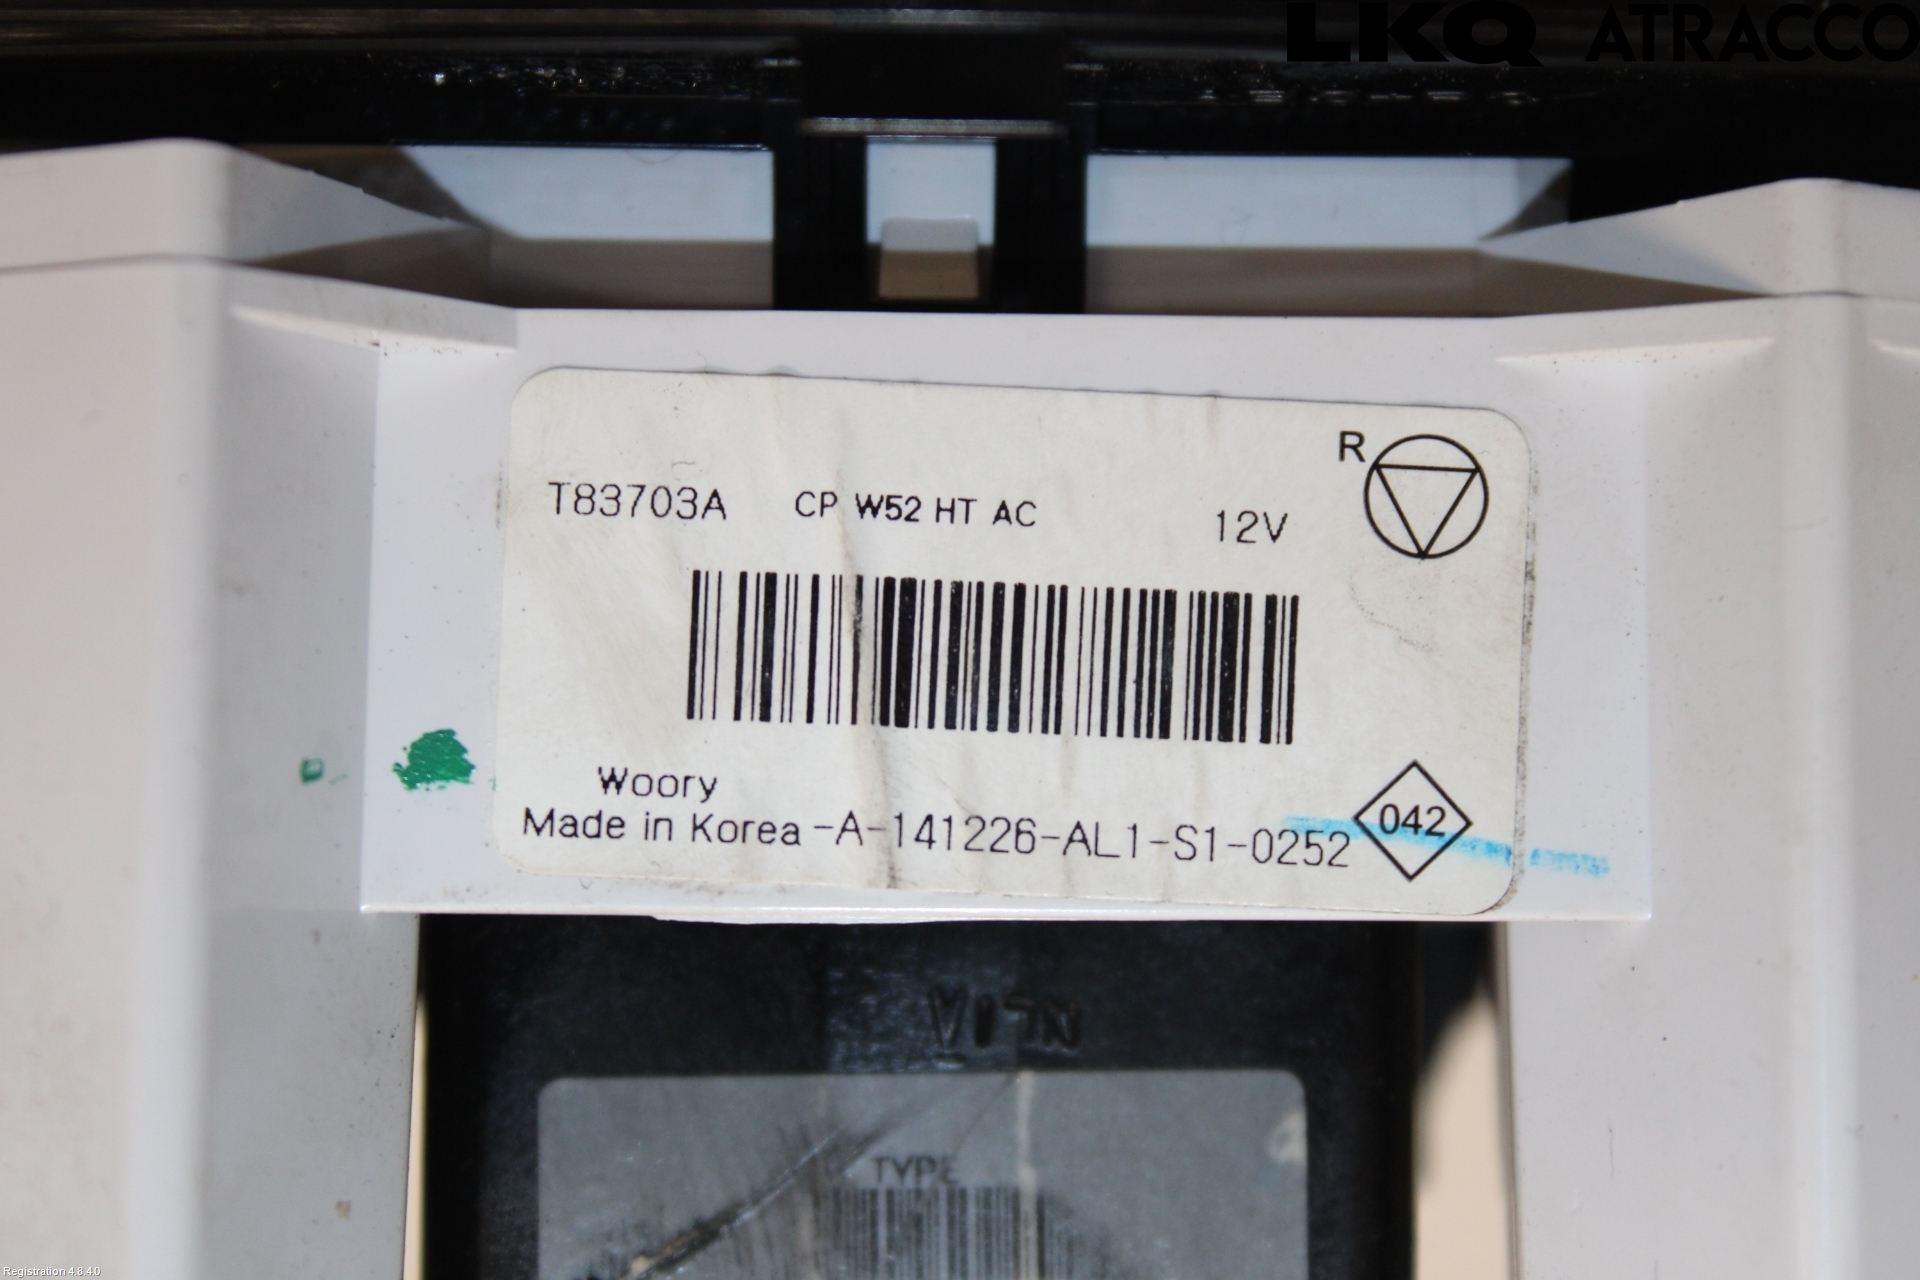 LKQ ATRACCO
R
T83703A CP W52 HT AC 12V
Woory
Made in Korea -A-141226-AL1-S1-0252 042
TYPE
Registration 4.8.4.0